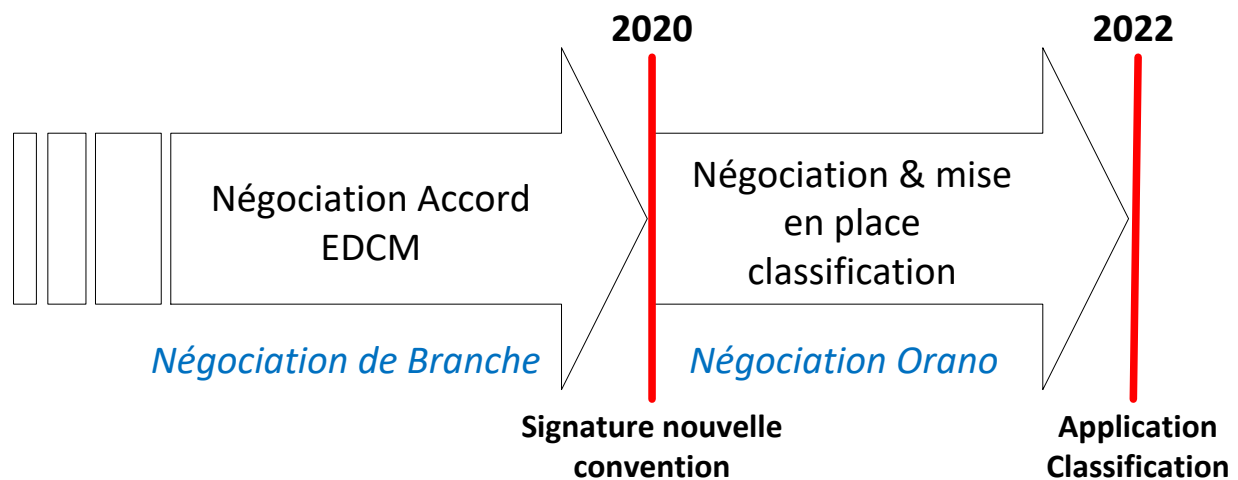 2020
2022
Négociation Accord
EDCM
Négociation & mise
en place
classification
Négociation de Branche
Négociation Orano
Signature nouvelle
convention
Application
Classification